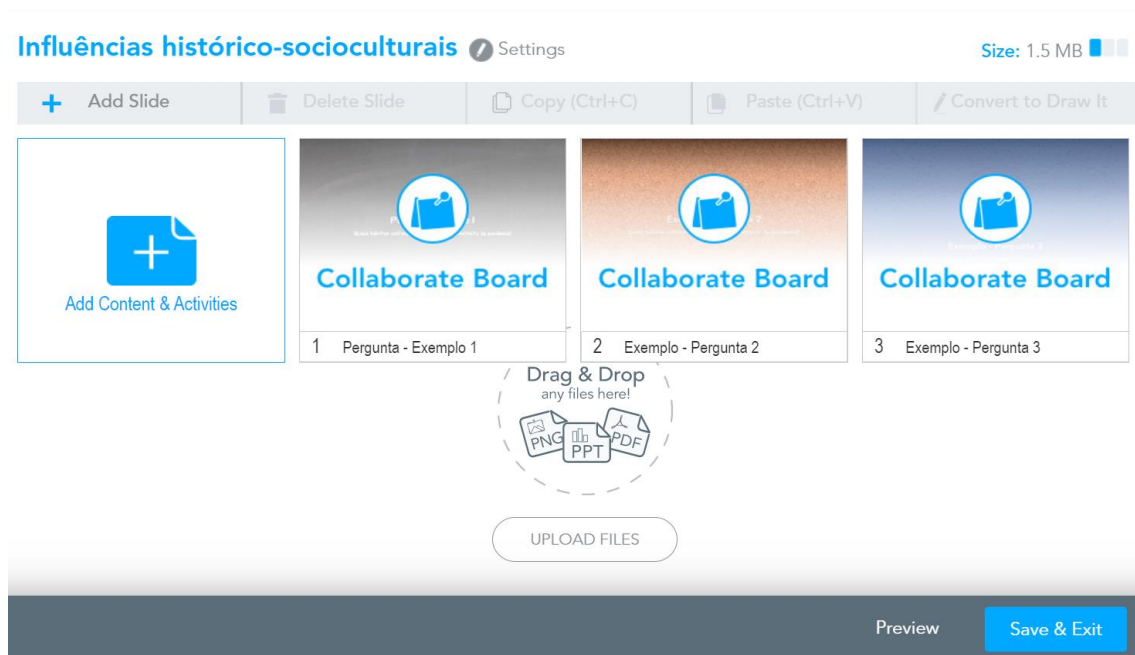 Influências histórico-socioculturais Settings
Size: 1.5 MB
Add Slide Delete Slide Copy (Ctrl+C) Paste (Ctrl+V) Convert to Draw It
Add Content & Activities
Collaborate Board
1 Pergunta - Exemplo 1
Collaborate Board
2 Exemplo - Pergunta 2
Collaborate Board
3 Exemplo - Pergunta 3
Drag & Drop
any files here!
PNG PPT PDF
UPLOAD FILES
Preview Save & Exit